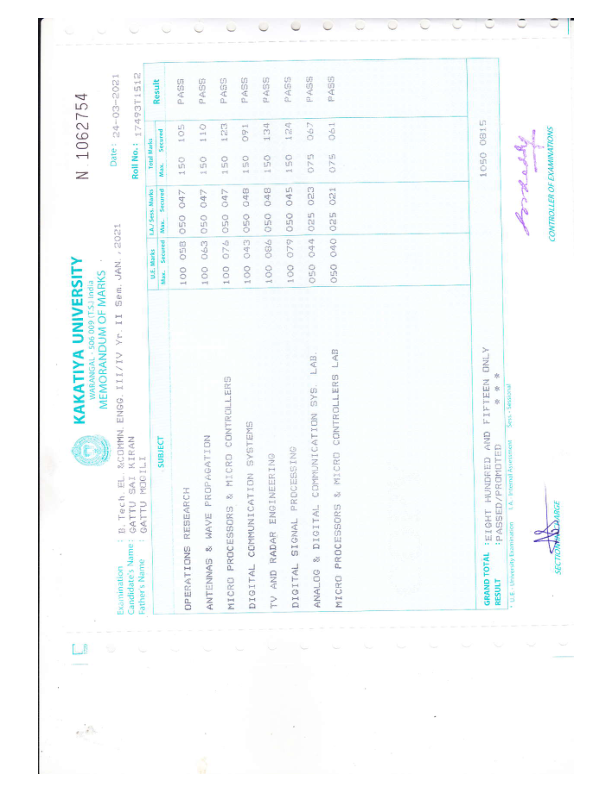 N 1062754
KAKATIYA UNIVERSITY
WARANGAL - 506 009 (T.S.) India
MEMORANDUM OF MARKS
Date : 24-03-2021
Examination : B.Tech. EL. &COMMN. ENGG. III/IV Yr. II Sem. JAN., 2021
Candidate's Name : GATTU SAI KIRAN Roll No. : 17493T1512
Father's Name : GATTU MOGILI
SUBJECT U.E. Marks I.A./ Sess. Marks Total Marks Result
Max. Secured Max. Secured Max. Secured
OPERATIONS RESEARCH 100 058 050 047 150 105 PASS
ANTENNAS & WAVE PROPAGATION 100 063 050 047 150 110 PASS
MICRO PROCESSORS & MICRO CONTROLLERS 100 076 050 047 150 123 PASS
DIGITAL COMMUNICATION SYSTEMS 100 043 050 048 150 091 PASS
TV AND RADAR ENGINEERING 100 086 050 048 150 134 PASS
DIGITAL SIGNAL PROCESSING 100 079 050 045 150 124 PASS
ANALOG & DIGITAL COMMUNICATION SYS. LAB. 050 044 025 023 075 067 PASS
MICRO PROCESSORS & MICRO CONTROLLERS LAB 050 040 025 021 075 061 PASS
GRAND TOTAL : EIGHT HUNDRED AND FIFTEEN ONLY 1050 0815
RESULT : PASSED/PROMOTED * * *
* U.E. : University Examination I.A. : Internal Assessment Sess : Sessional
CONTROLLER OF EXAMINATIONS